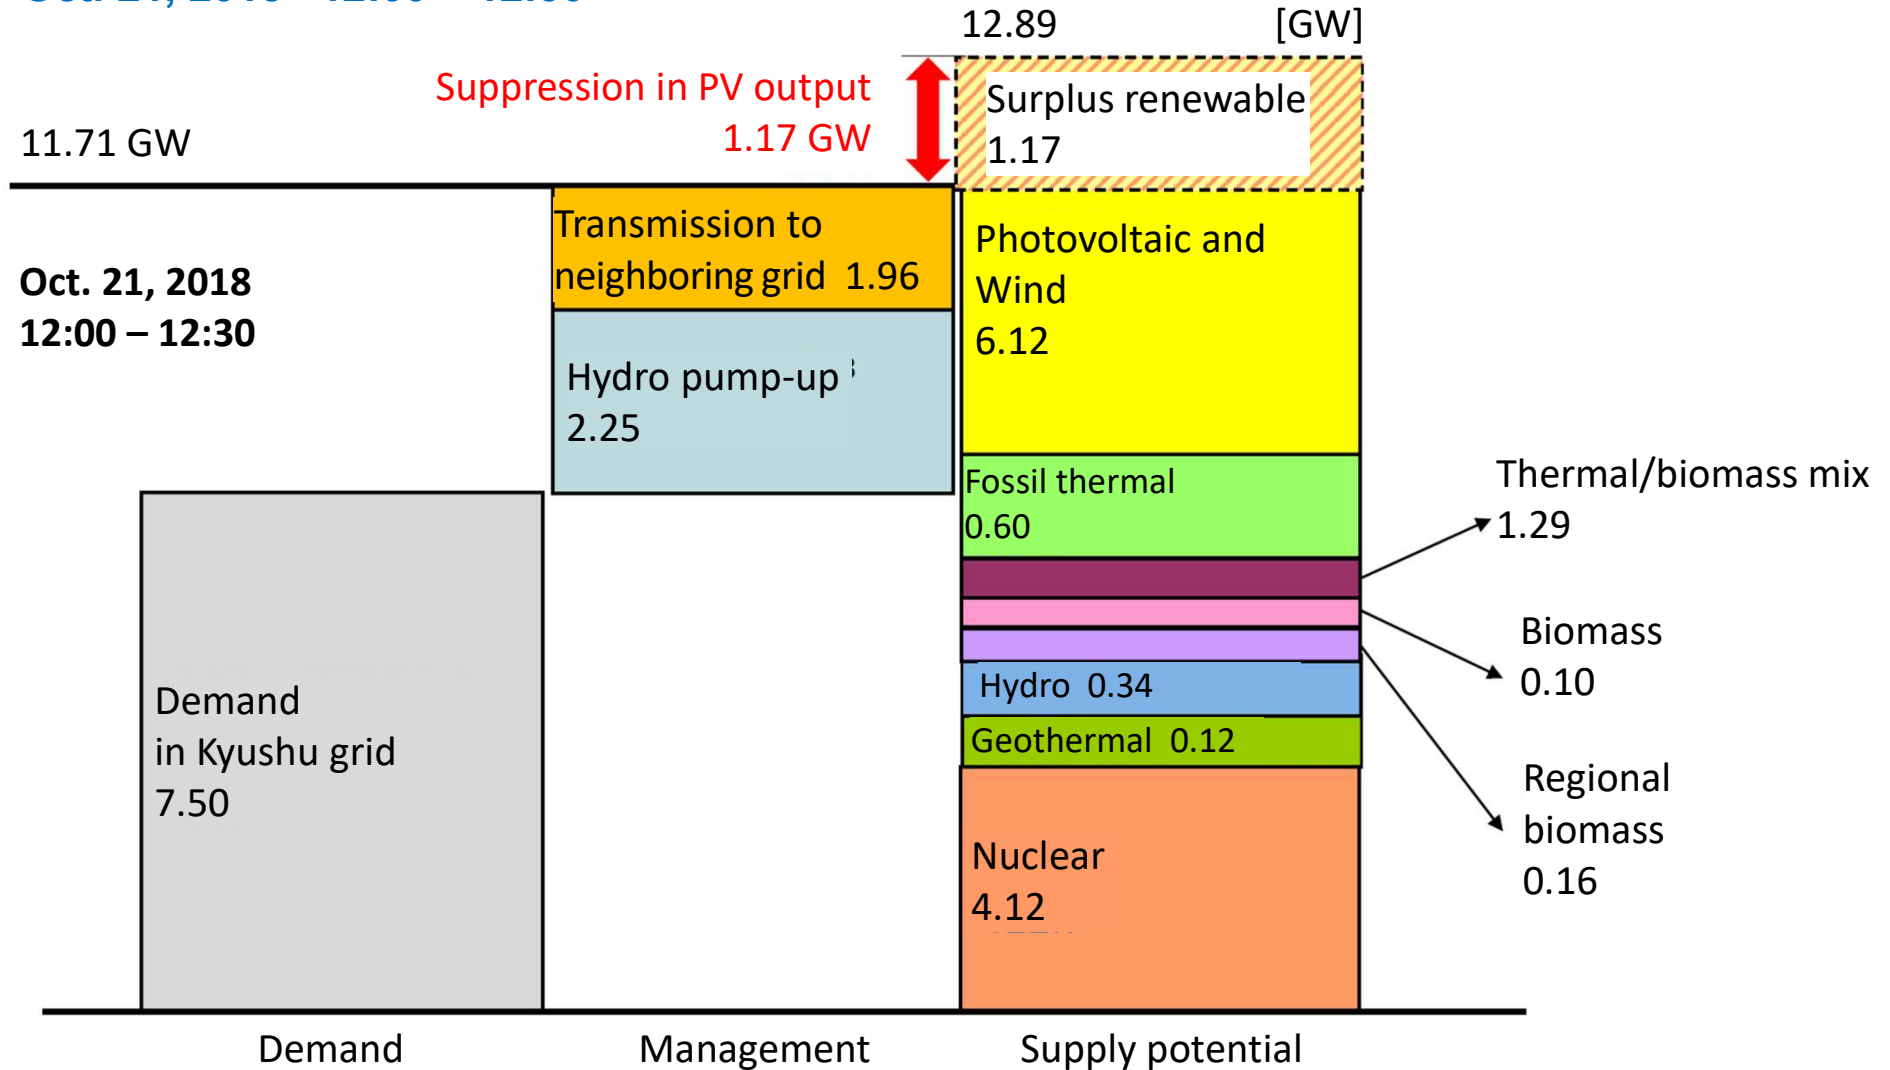 12.89 [GW]
Suppression in PV output
1.17 GW
Surplus renewable
1.17
11.71 GW
Transmission to
neighboring grid 1.96
Photovoltaic and
Wind
6.12
Oct. 21, 2018
12:00 – 12:30
Hydro pump-up
2.25
Fossil thermal
0.60
Thermal/biomass mix
1.29
Biomass
0.10
Hydro 0.34
Geothermal 0.12
Demand
in Kyushu grid
7.50
Regional
biomass
0.16
Nuclear
4.12
Demand
Management
Supply potential